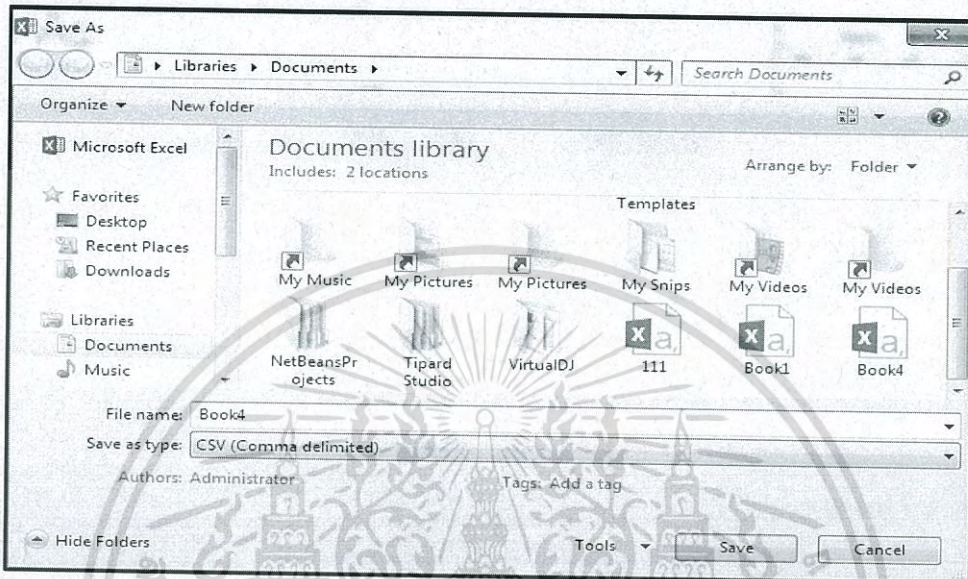 Save As
Libraries ▸ Documents ▸
Search Documents
Organize
New folder
Microsoft Excel
Favorites
Desktop
Recent Places
Downloads
Libraries
Documents
Music
Documents library
Includes: 2 locations
Arrange by: Folder
Templates
My Music
My Pictures
My Pictures
My Snips
My Videos
My Videos
NetBeansPr
ojects
Tipard
Studio
VirtualDJ
111
Book1
Book4
File name: Book4
Save as type: CSV (Comma delimited)
Authors: Administrator
Tags: Add a tag
Hide Folders
Tools
Save
Cancel